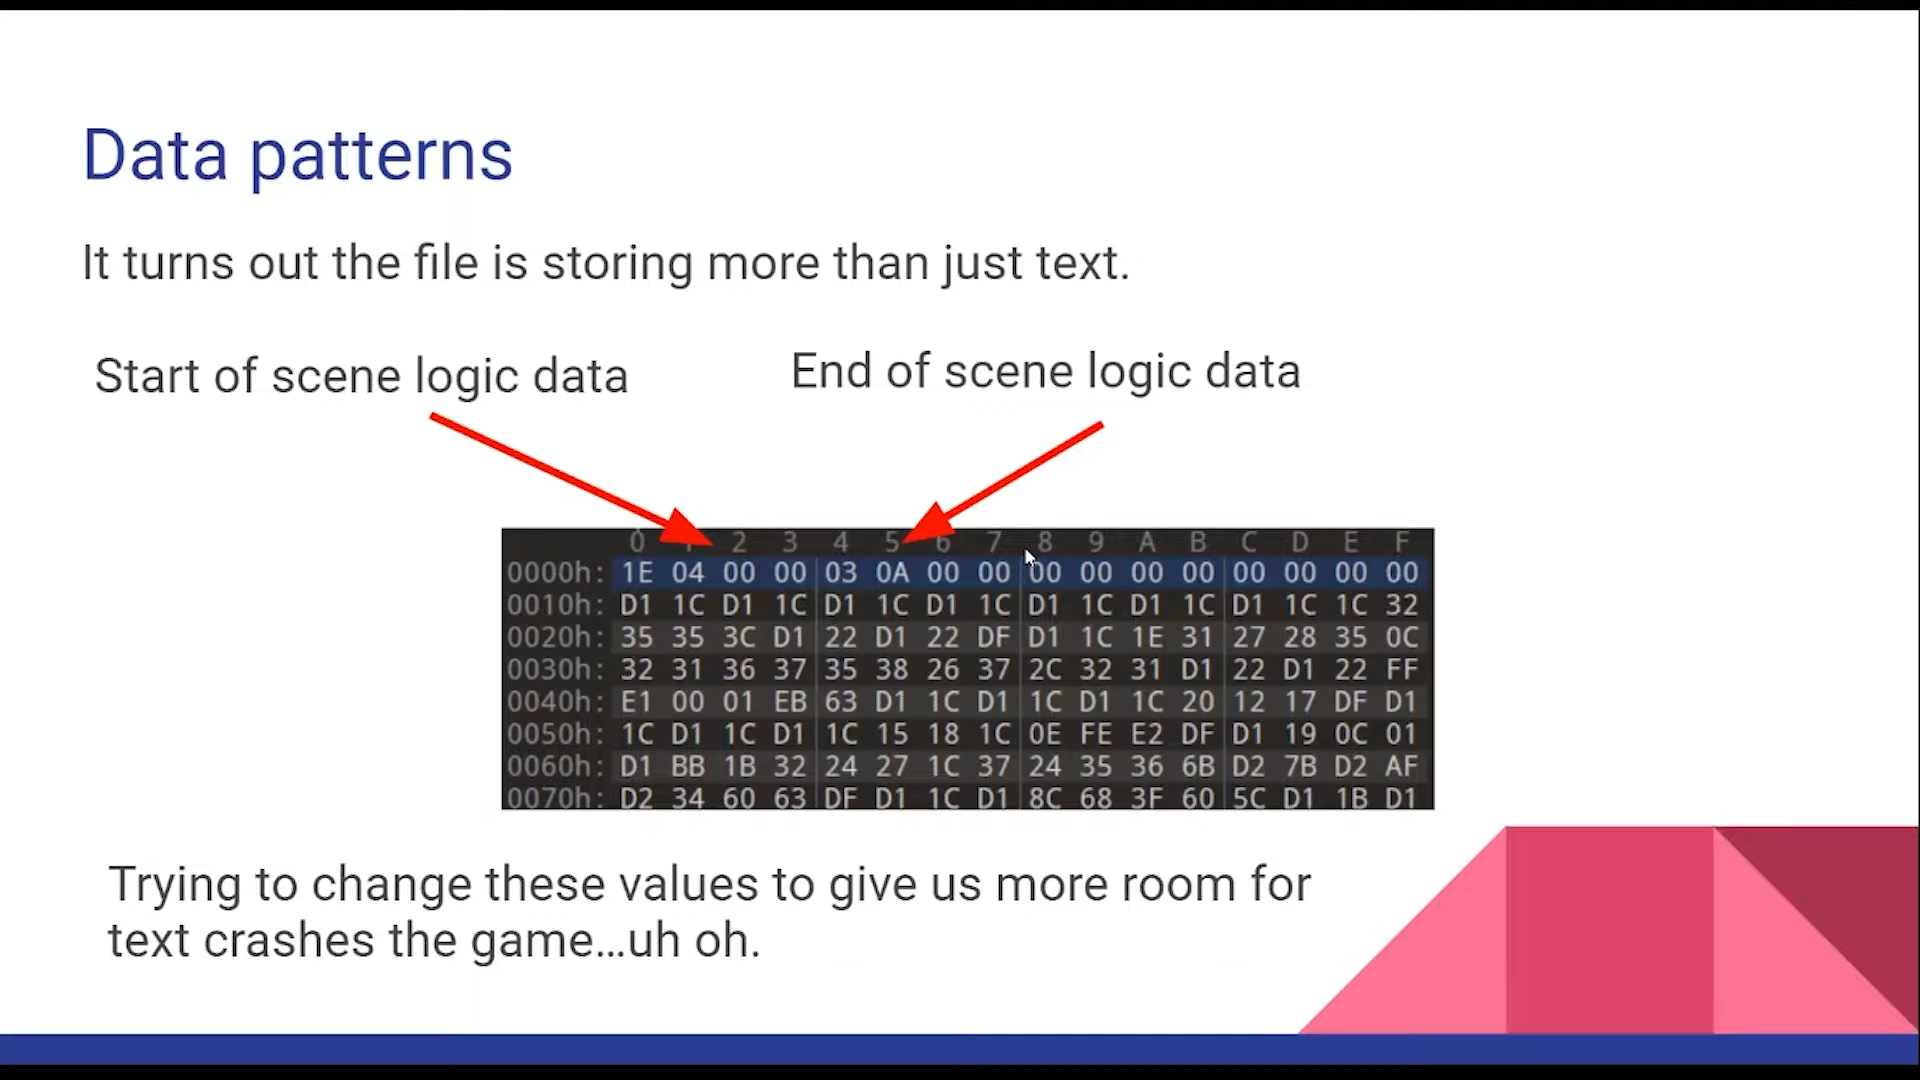 Data patterns
It turns out the file is storing more than just text.
Start of scene logic data
End of scene logic data
0 1 2 3 4 5 6 7 8 9 A B C D E F
0000h: 1E 04 00 00 03 0A 00 00 00 00 00 00 00 00 00 00
0010h: D1 1C D1 1C D1 1C D1 1C D1 1C D1 1C D1 1C 1C 32
0020h: 35 35 3C D1 22 D1 22 DF D1 1C 1E 31 27 28 35 0C
0030h: 32 31 36 37 35 38 26 37 2C 32 31 D1 22 D1 22 FF
0040h: E1 00 01 EB 63 D1 1C D1 1C D1 1C 20 12 17 DF D1
0050h: 1C D1 1C D1 1C 15 18 1C 0E FE E2 DF D1 19 0C 01
0060h: D1 BB 1B 32 24 27 1C 37 24 35 36 6B D2 7B D2 AF
0070h: D2 34 60 63 DF D1 1C D1 8C 68 3F 60 5C D1 1B D1
Trying to change these values to give us more room for
text crashes the game...uh oh.